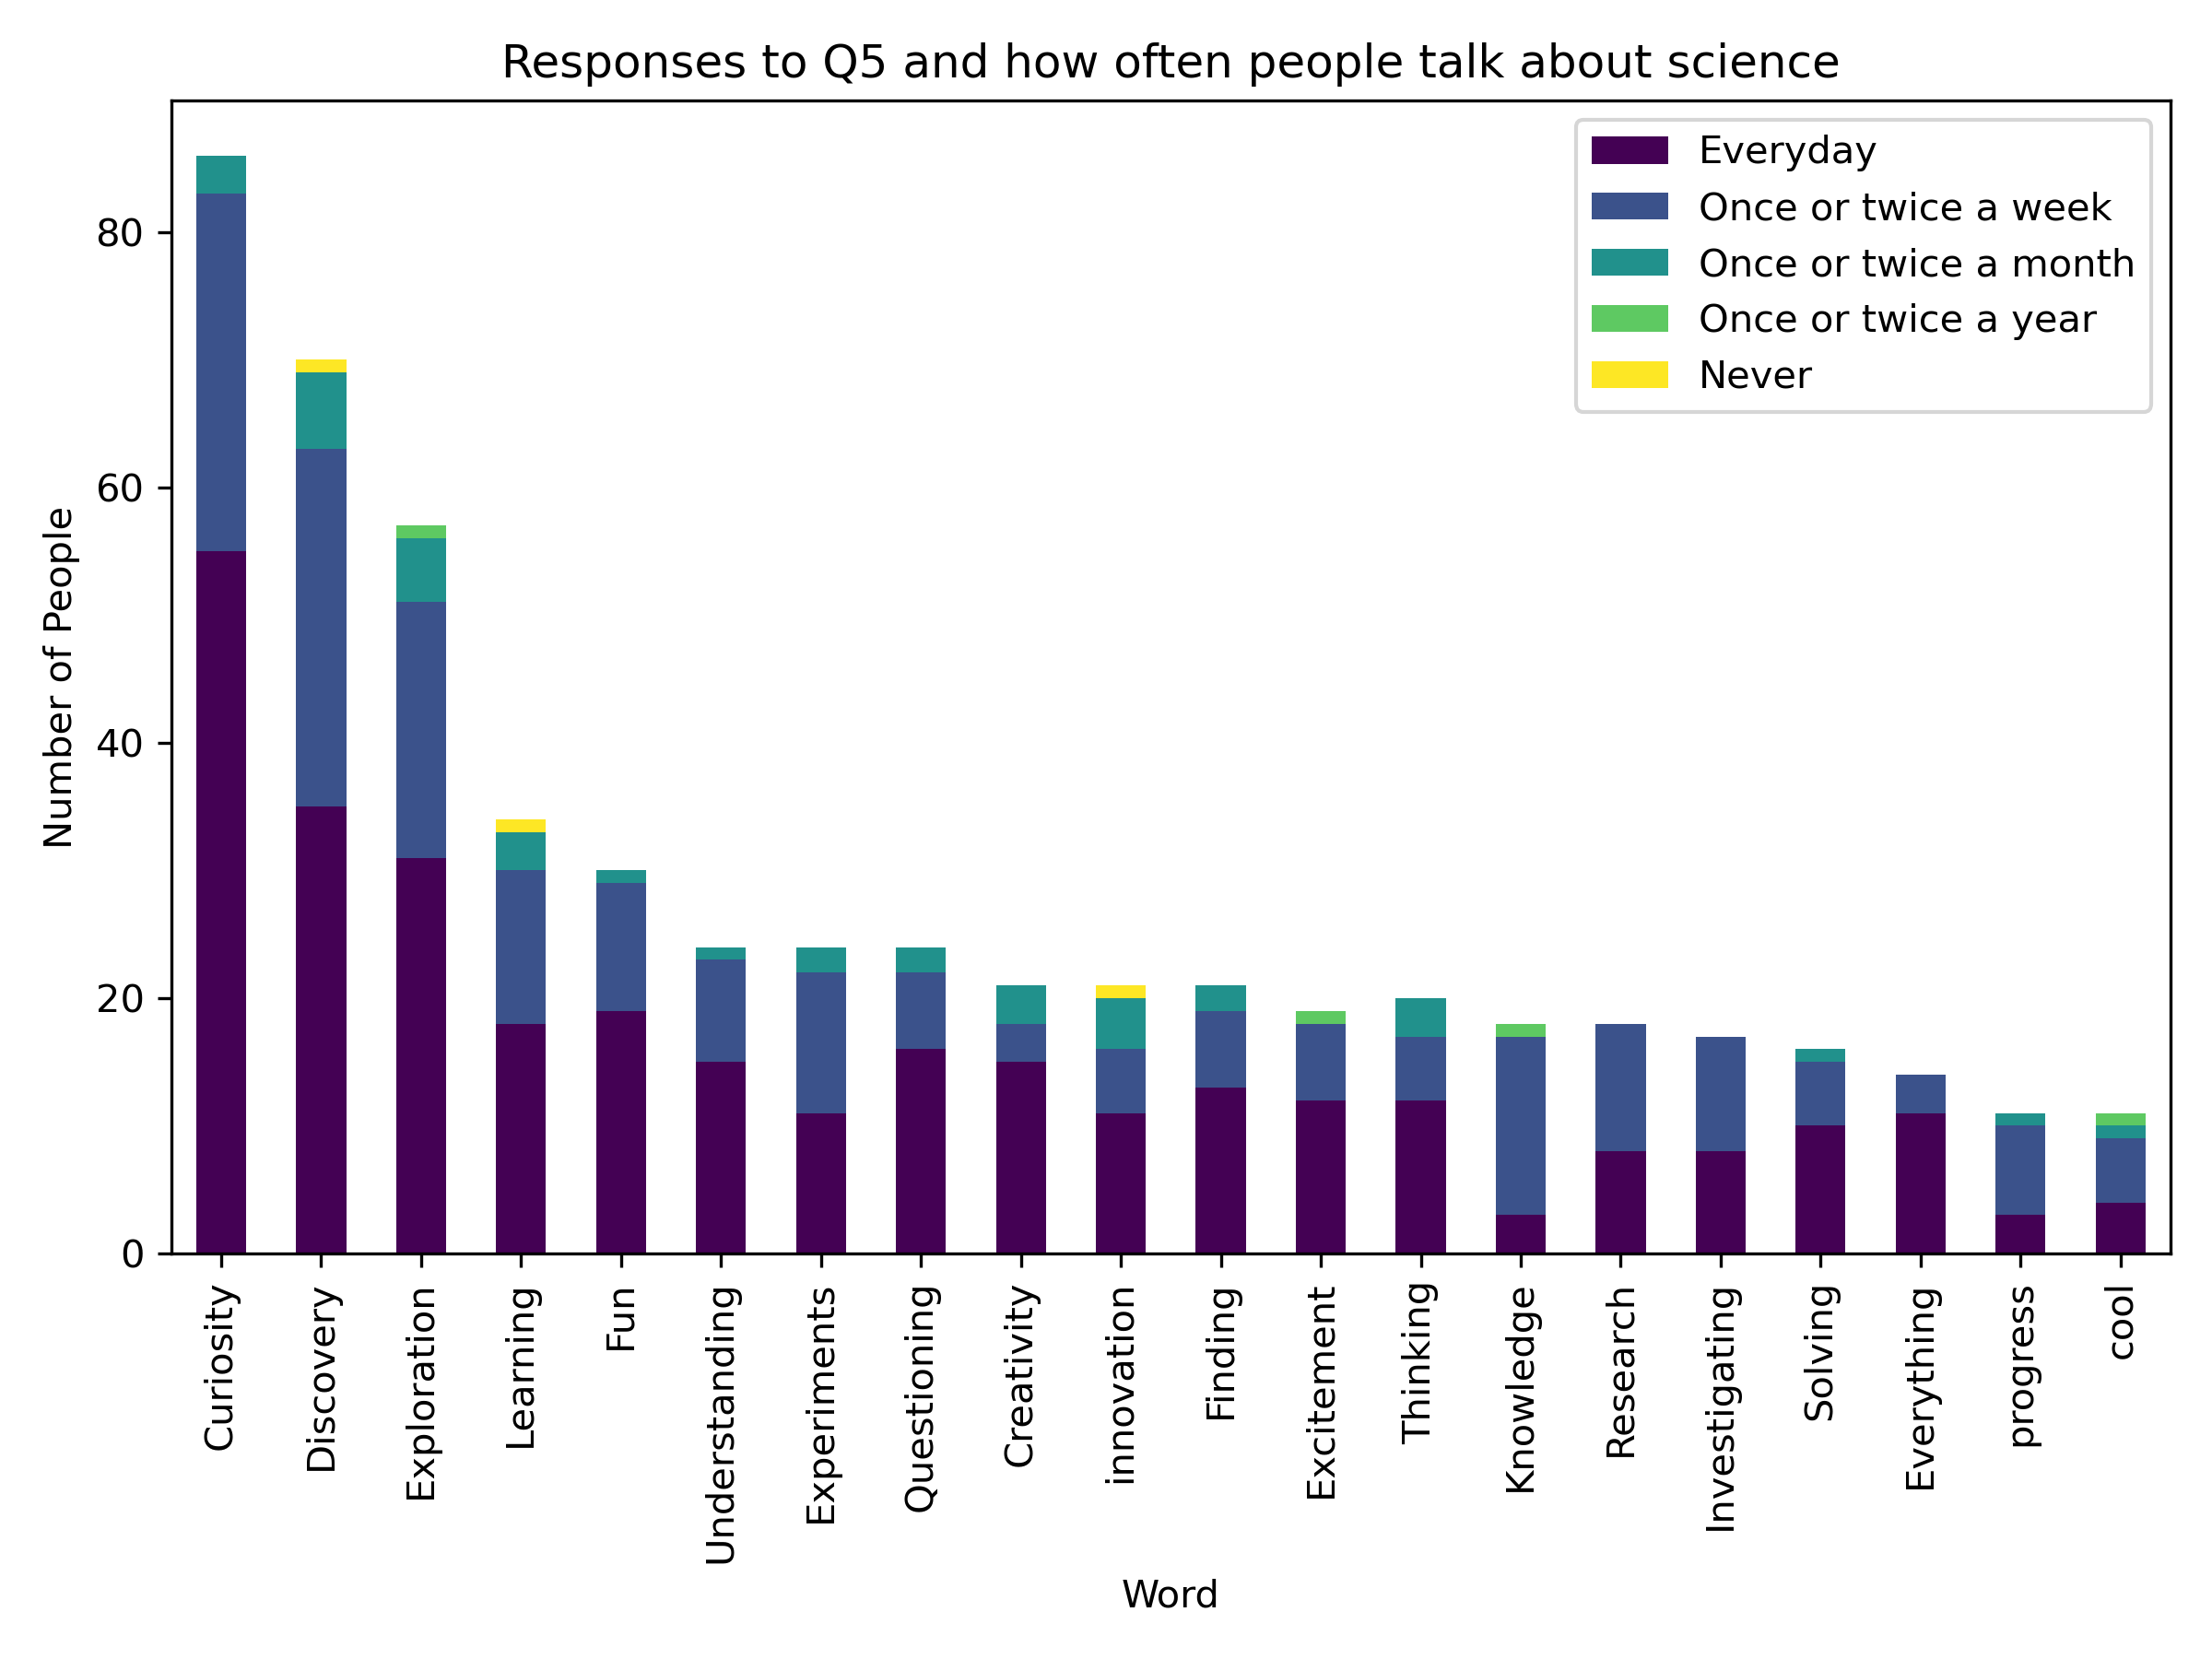 Responses to Q5 and how often people talk about science
Everyday
Once or twice a week
Once or twice a month
Once or twice a year
Never
Number of People
80
60
40
20
0
Curiosity
Discovery
Exploration
Learning
Fun
Understanding
Experiments
Questioning
Creativity
innovation
Finding
Excitement
Thinking
Knowledge
Research
Investigating
Solving
Everything
progress
cool
Word